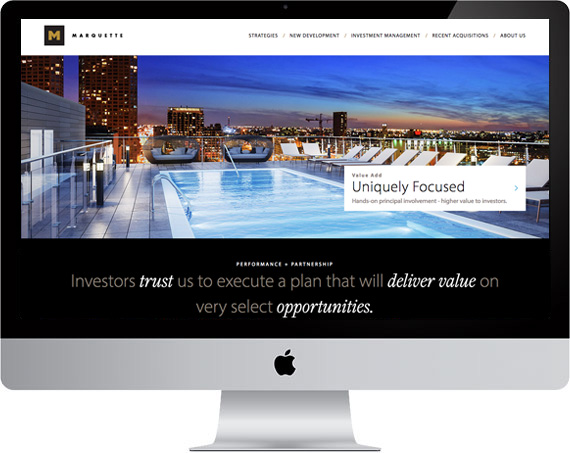 M MARQUETTE
STRATEGIES / NEW DEVELOPMENT / INVESTMENT MANAGEMENT / RECENT ACQUISITIONS / ABOUT US
Value Add
Uniquely Focused
Hands-on principal involvement - higher value to investors.
PERFORMANCE + PARTNERSHIP
Investors trust us to execute a plan that will deliver value on
very select opportunities.